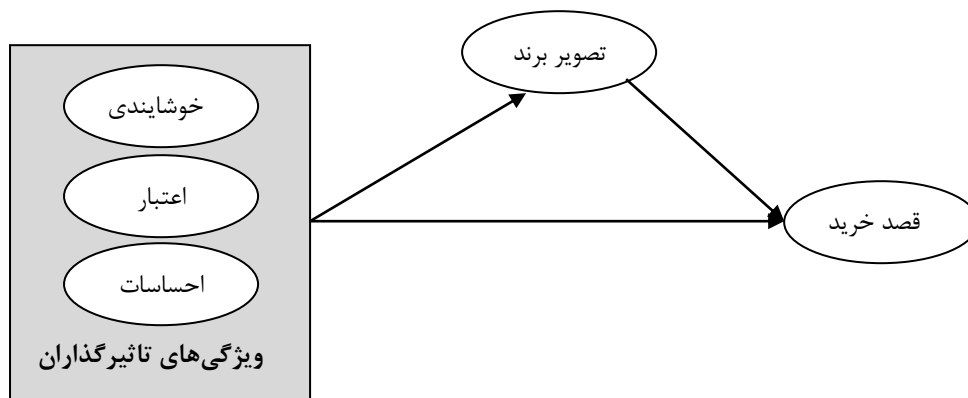 تصویر برند
خوشایندی
اعتبار
قصد خرید
احساسات
ویژگی‌های تاثیرگذاران